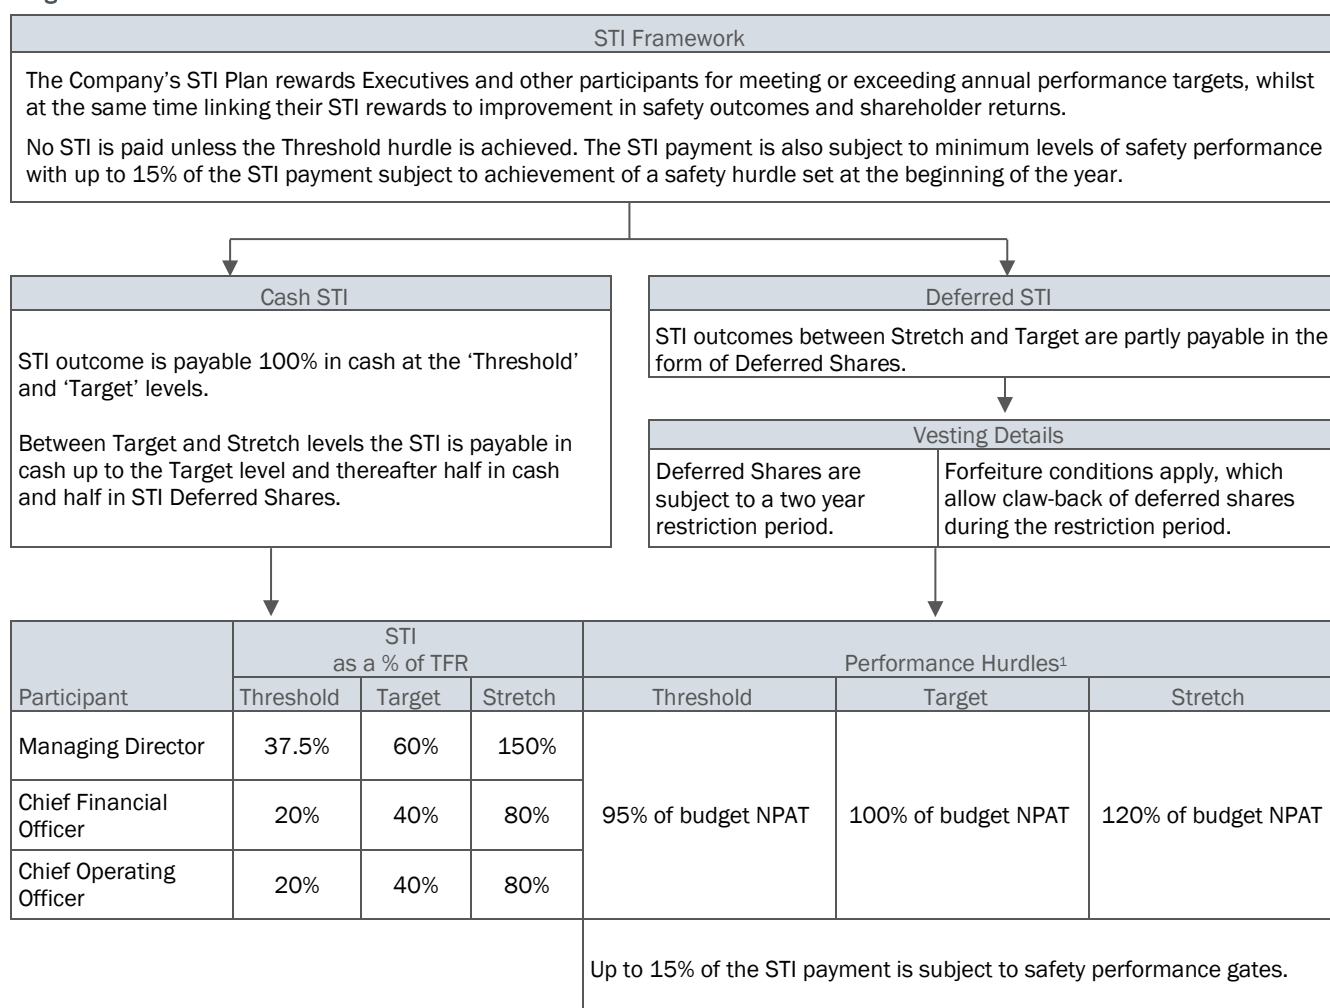 STI Framework
The Company's STI Plan rewards Executives and other participants for meeting or exceeding annual performance targets, whilst
at the same time linking their STI rewards to improvement in safety outcomes and shareholder returns.
No STI is paid unless the Threshold hurdle is achieved. The STI payment is also subject to minimum levels of safety performance
with up to 15% of the STI payment subject to achievement of a safety hurdle set at the beginning of the year.
Cash STI
STI outcome is payable 100% in cash at the ‘Threshold’
and ‘Target’ levels.
Between Target and Stretch levels the STI is payable in
cash up to the Target level and thereafter half in cash
and half in STI Deferred Shares.
Deferred STI
STI outcomes between Stretch and Target are partly payable in the
form of Deferred Shares.
Vesting Details
Deferred Shares are
subject to a two year
restriction period.
Forfeiture conditions apply, which
allow claw-back of deferred shares
during the restriction period.
STI
as a % of TFR
Performance Hurdles¹
Participant Threshold Target Stretch Threshold Target Stretch
Managing Director 37.5% 60% 150%
Chief Financial
Officer
20% 40% 80% 95% of budget NPAT 100% of budget NPAT 120% of budget NPAT
Chief Operating
Officer
20% 40% 80%
Up to 15% of the STI payment is subject to safety performance gates.